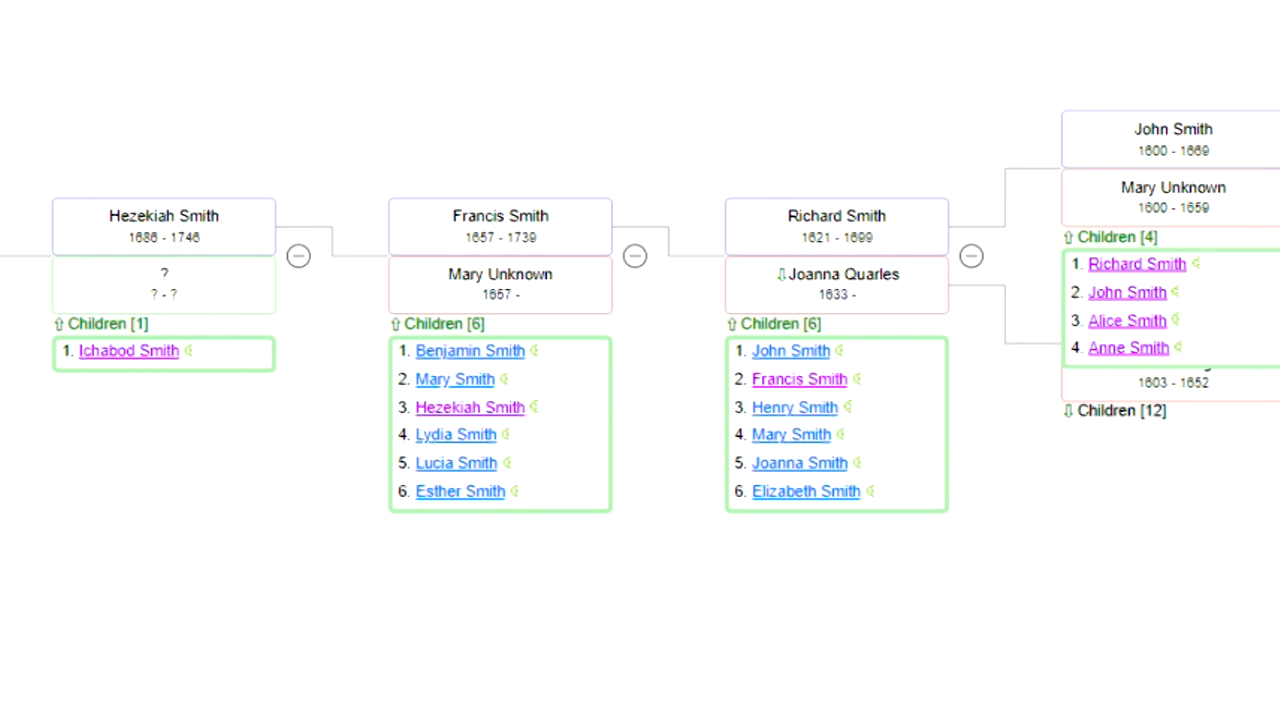 Hezekiah Smith
1686 - 1746
?
? - ?
⇧ Children [1]
1. Ichabod Smith
Francis Smith
1657 - 1739
Mary Unknown
1657 -
⇧ Children [6]
1. Benjamin Smith
2. Mary Smith
3. Hezekiah Smith
4. Lydia Smith
5. Lucia Smith
6. Esther Smith
Richard Smith
1621 - 1699
⇩Joanna Quarles
1633 -
⇧ Children [6]
1. John Smith
2. Francis Smith
3. Henry Smith
4. Mary Smith
5. Joanna Smith
6. Elizabeth Smith
John Smith
1600 - 1669
Mary Unknown
1600 - 1659
⇧ Children [4]
1. Richard Smith
2. John Smith
3. Alice Smith
4. Anne Smith
1603 - 1652
⇩ Children [12]